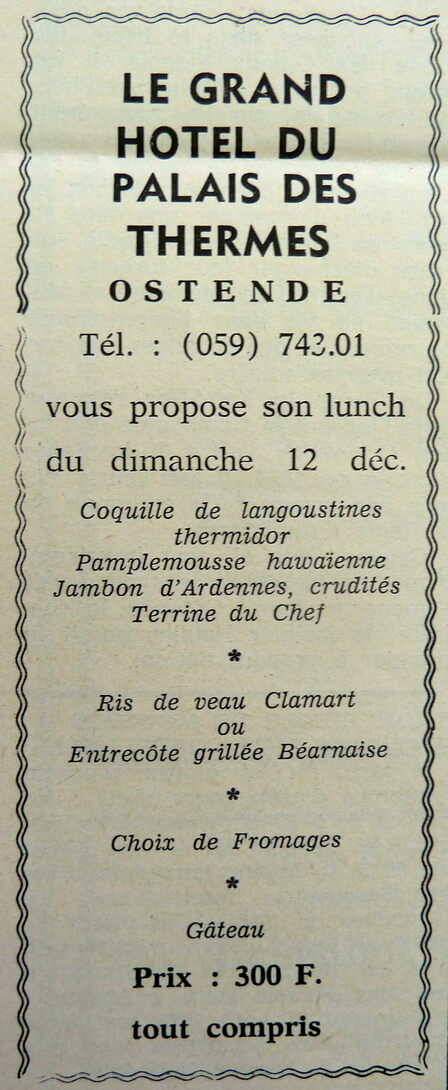 LE GRAND
HOTEL DU
PALAIS DES
THERMES
OSTENDE
Tél. : (059) 743.01
vous propose son lunch
du dimanche 12 déc.
Coquille de langoustines
thermidor
Pamplemousse hawaïenne
Jambon d'Ardennes, crudités
Terrine du Chef
*
Ris de veau Clamart
ou
Entrecôte grillée Béarnaise
*
Choix de Fromages
*
Gâteau
Prix : 300 F.
tout compris